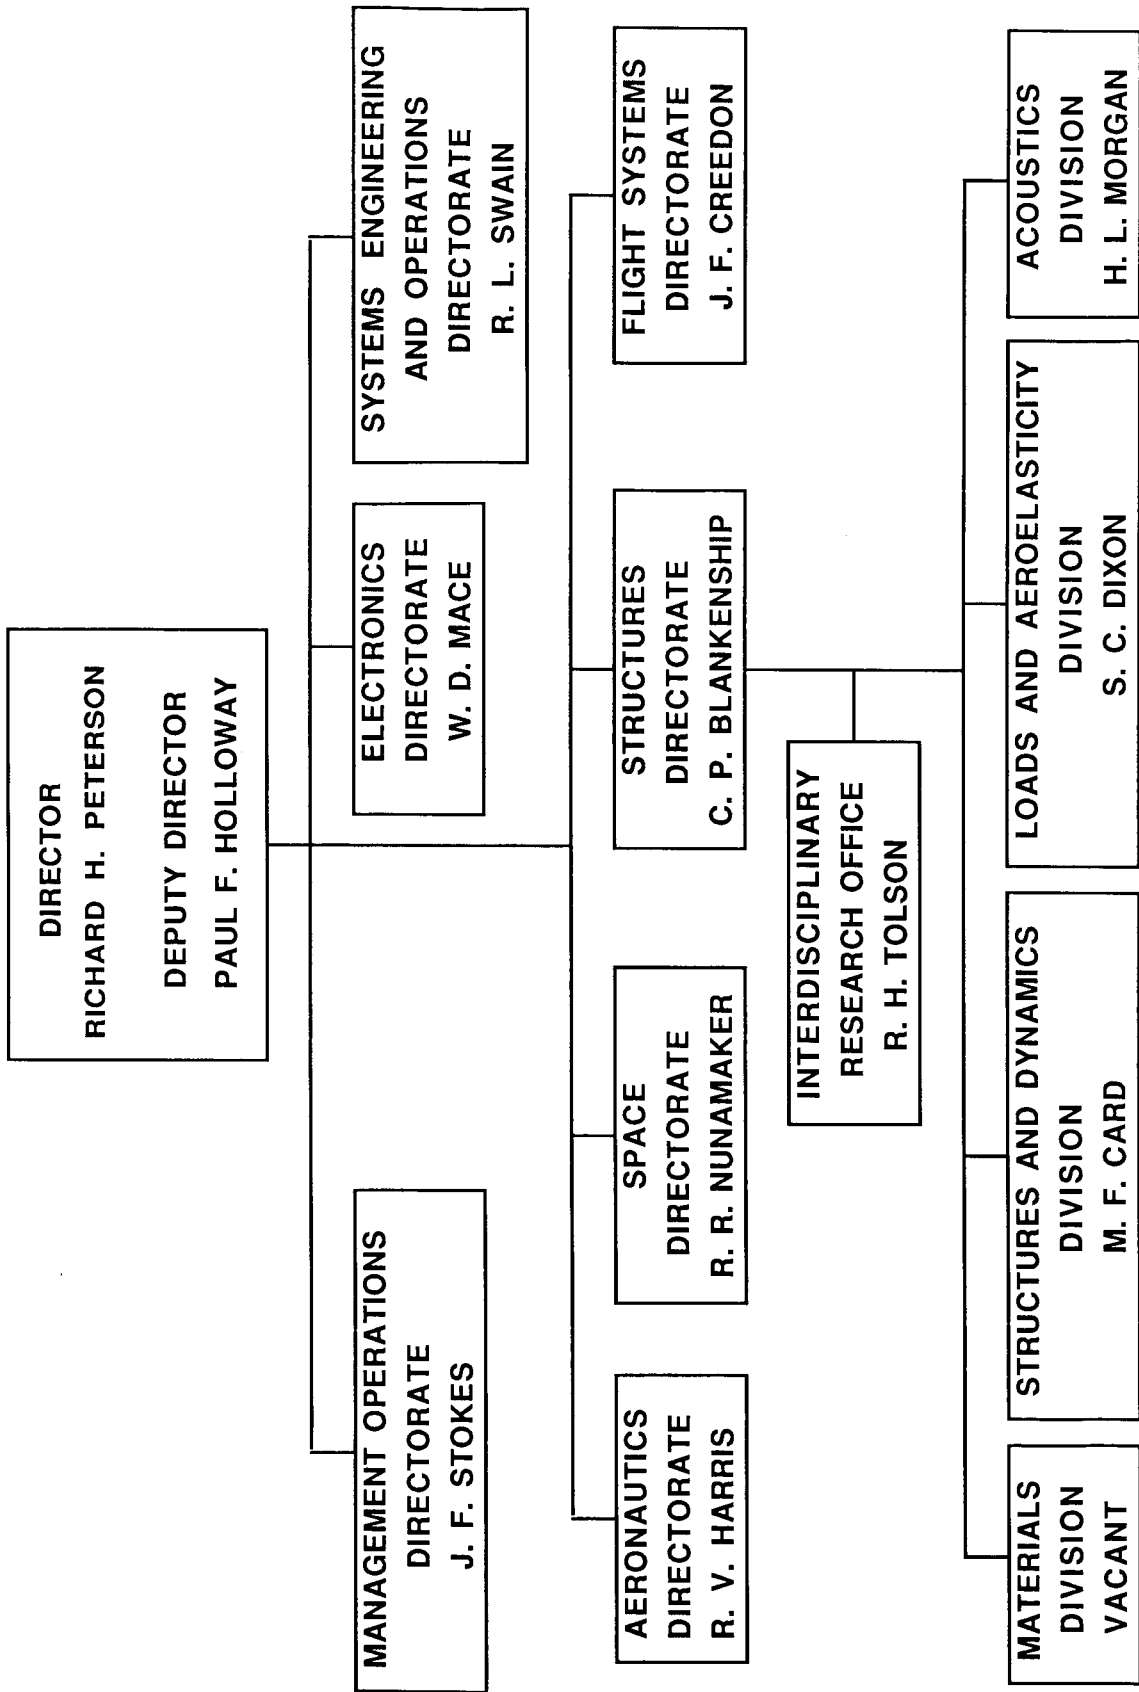 DIRECTOR
RICHARD H. PETERSON
DEPUTY DIRECTOR
PAUL F. HOLLOWAY
MANAGEMENT OPERATIONS
DIRECTORATE
J. F. STOKES
ELECTRONICS
DIRECTORATE
W. D. MACE
SYSTEMS ENGINEERING
AND OPERATIONS
DIRECTORATE
R. L. SWAIN
AERONAUTICS
DIRECTORATE
R. V. HARRIS
SPACE
DIRECTORATE
R. R. NUNAMAKER
STRUCTURES
DIRECTORATE
C. P. BLANKENSHIP
FLIGHT SYSTEMS
DIRECTORATE
J. F. CREEDON
INTERDISCIPLINARY
RESEARCH OFFICE
R. H. TOLSON
MATERIALS
DIVISION
VACANT
STRUCTURES AND DYNAMICS
DIVISION
M. F. CARD
LOADS AND AEROELASTICITY
DIVISION
S. C. DIXON
ACOUSTICS
DIVISION
H. L. MORGAN